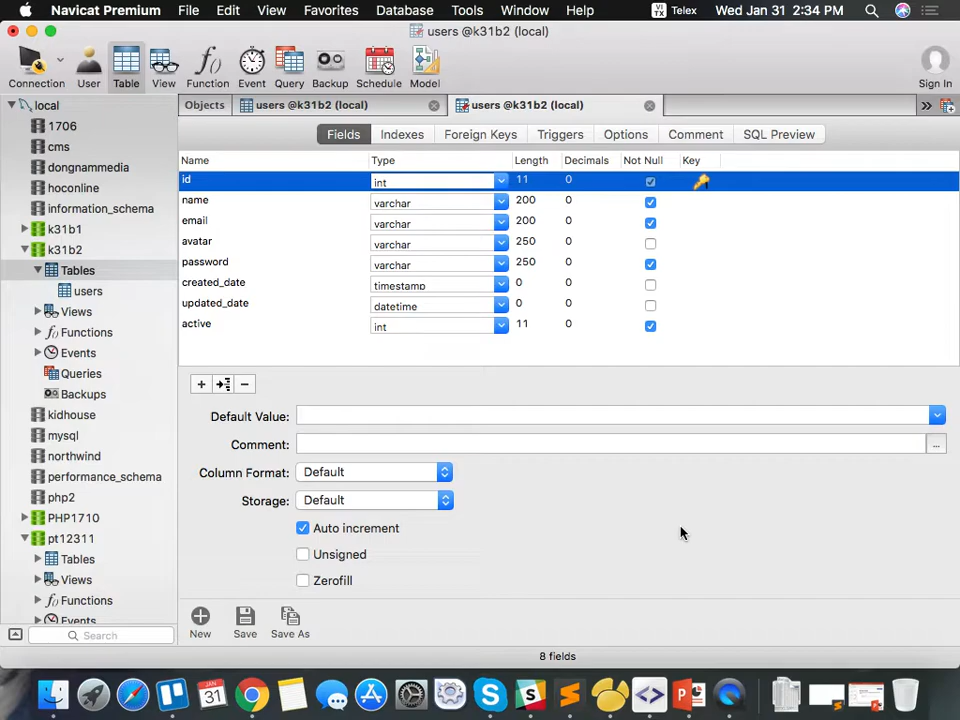 Navicat Premium File Edit View Favorites Database Tools Window Help VI TX Telex Wed Jan 31 2:34 PM
users @k31b2 (local)
Connection User Table View Function Event Query Backup Schedule Model Sign In
Objects users @k31b2 (local) users @k31b2 (local)
Fields Indexes Foreign Keys Triggers Options Comment SQL Preview
Name Type Length Decimals Not Null Key
id int 11 0
name varchar 200 0
email varchar 200 0
avatar varchar 250 0
password varchar 250 0
created_date timestamp 0 0
updated_date datetime 0 0
active int 11 0
local
1706
cms
dongnammedia
hoconline
information_schema
k31b1
k31b2
Tables
users
Views
Functions
Events
Queries
Backups
kidhouse
mysql
northwind
performance_schema
php2
PHP1710
pt12311
Tables
Views
Functions
Events
Search
+ −
Default Value:
Comment: ...
Column Format: Default
Storage: Default
Auto increment
Unsigned
Zerofill
New Save Save As
8 fields
JAN
31